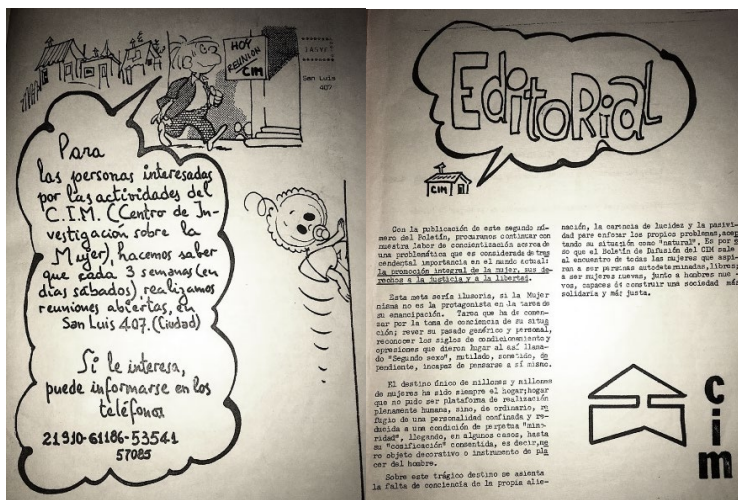 HOY
REUNION
CIM
San Luis
407
Para
las personas interesadas
por las actividades del
C.I.M. (Centro de In-
vestigación sobre la
Mujer), hacemos saber
que cada 3 semanas (en
días sábados) realizamos
reuniones abiertas, en
San Luis 407. (Ciudad)
Si le interesa,
puede informarse en los
teléfonos
21910-61186-53541
57085
Editorial
CIM
Con la publicación de este segundo nú-
mero del Boletín, procuramos continuar con
nuestra labor de concientización acerca de
una problemática que es considerada de tras
cendental importancia en el mundo actual:
la promoción integral de la mujer, sus de-
rechos a la justicia y a la libertad.
Esta meta sería ilusoria, si la Mujer
misma no es la protagonista en la tarea de
su emancipación. Tarea que ha de comen-
zar por la toma de conciencia de su situa
ción; rever su pasado genérico y personal,
reconocer los siglos de condicionamiento y
opresiones que dieron lugar al así llama-
do "Segundo sexo", mutilado, sometido, de
pendiente, incapaz de pensarse a sí mismo.
El destino único de millones y millones
de mujeres ha sido siempre el hogar; hogar
que no pudo ser plataforma de realización
plenamente humana, sino, de ordinario, re
fugio de una personalidad confinada y re-
ducida a una condición de perpetua "mino-
ridad", llegando, en algunos casos, hasta
su "cosificación" consentida, es decir, me
ro objeto decorativo o instrumento de pla
cer del hombre.
Sobre este trágico destino se asienta
la falta de conciencia de la propia alie-
nación, la carencia de lucidez y la pasivi-
dad para enfocar los propios problemas, acep
tando su situación como "natural". Es por e
so que el Boletín de Difusión del CIM sale
al encuentro de todas las mujeres que aspi-
ran a ser personas autodeterminadas, libres;
a ser mujeres nuevas, junto a hombres nue -
vos, capaces de construir una sociedad más
solidaria y más justa.
cim